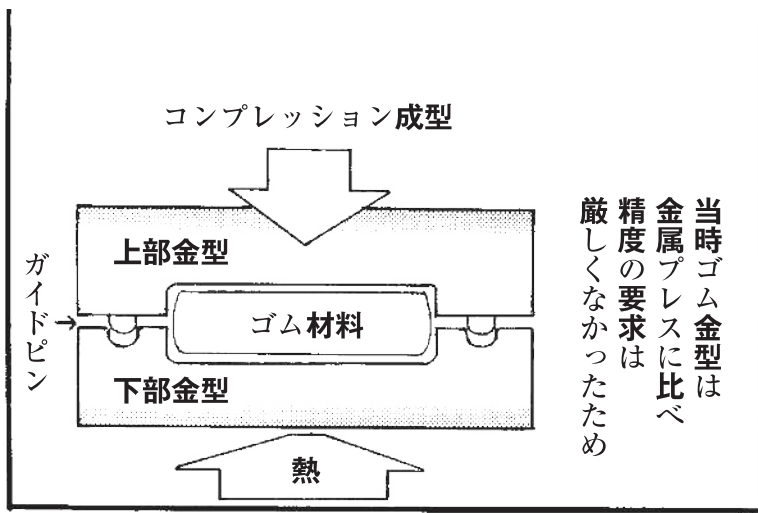 当時ゴム金型は
金属プレスに比べ
精度の要求は
厳しくなかったため
コンプレッション成型
上部金型
ガイドピン
ゴム材料
下部金型
熱